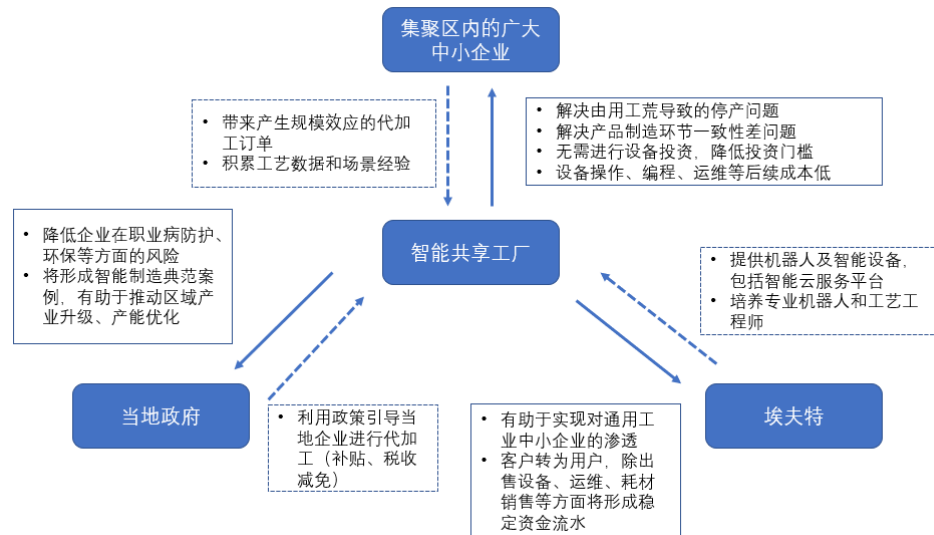 集聚区内的广大
中小企业
• 带来产生规模效应的代加
工订单
• 积累工艺数据和场景经验
• 解决由用工荒导致的停产问题
• 解决产品制造环节一致性差问题
• 无需进行设备投资，降低投资门槛
• 设备操作、编程、运维等后续成本低
• 降低企业在职业病防护、
环保等方面的风险
• 将形成智能制造典范案
例，有助于推动区域产
业升级、产能优化
智能共享工厂
• 提供机器人及智能设备，
包括智能云服务平台
• 培养专业机器人和工艺工
程师
当地政府
• 利用政策引导当
地企业进行代加
工（补贴、税收
减免）
• 有助于实现对通用工
业中小企业的渗透
• 客户转为用户，除出
售设备、运维、耗材
销售等方面将形成稳
定资金流水
埃夫特